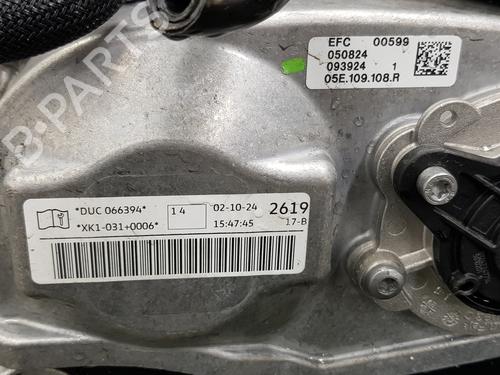 EFC 00599
050824
093924 1
05E.109.108.R
B-PARTS
*DUC 066394* 14 02-10-24 2619
*XK1-031+0006* 15:47:45 17-B